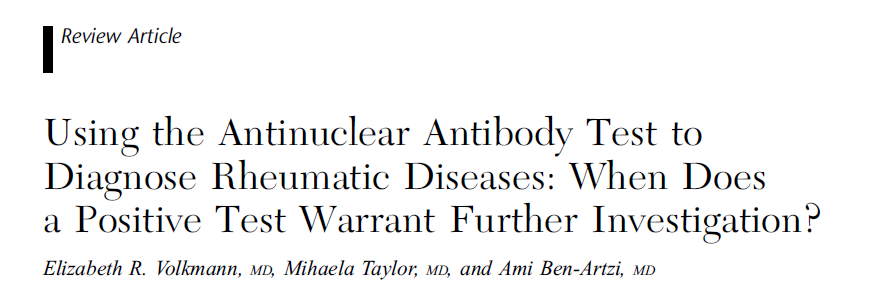 Review Article
Using the Antinuclear Antibody Test to
Diagnose Rheumatic Diseases: When Does
a Positive Test Warrant Further Investigation?
Elizabeth R. Volkmann, MD, Mihaela Taylor, MD, and Ami Ben-Artzi, MD